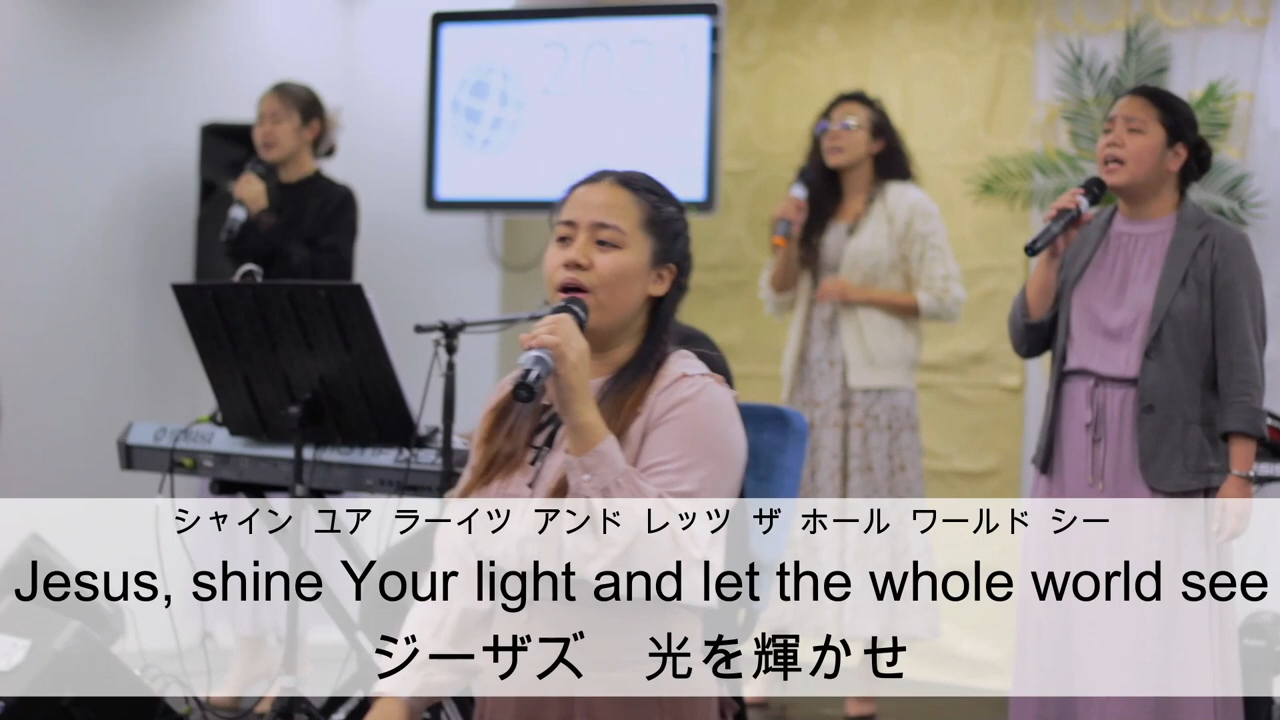 2021
YAMAHA
シャイン ユア ラーイツ アンド レッツ ザ ホール ワールド シー
Jesus, shine Your light and let the whole world see
ジーザズ　光を輝かせ